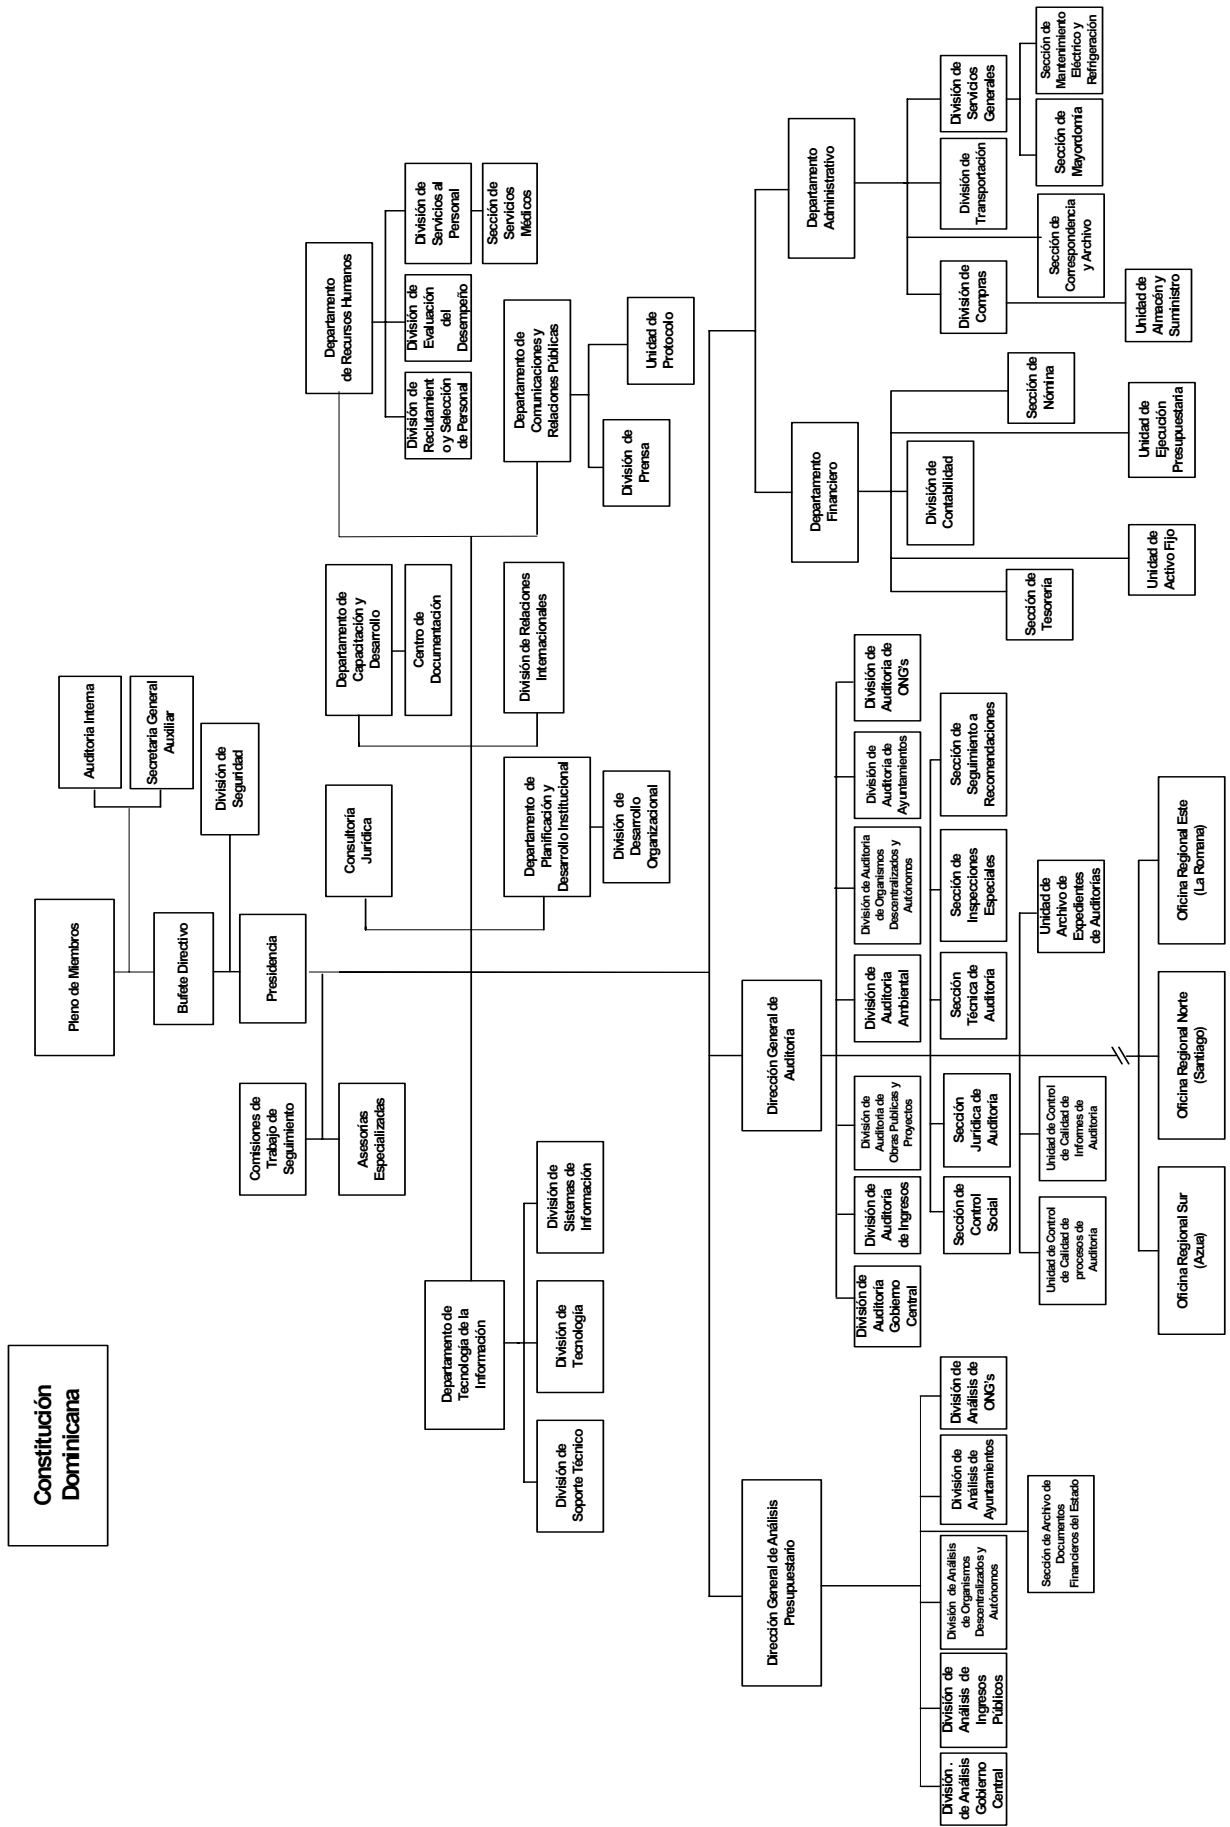 Constitución
Dominicana
Pleno de Miembros
Auditoria Interna
Secretaria General
Auxiliar
Bufete Directivo
División de
Seguridad
Presidencia
Comisiones de
Trabajo de
Seguimiento
Asesorías
Especializadas
Consultoría
Jurídica
Departamento de
Capacitación y
Desarrollo
Centro de
Documentación
Departamento
de Recursos Humanos
División de
Reclutamient
o y Selección
de Personal
División de
Evaluación
del
Desempeño
División de
Servicios al
Personal
Sección de
Servicios
Médicos
Departamento de
Tecnología de la
Información
División de
Soporte Técnico
División de
Tecnología
División de
Sistemas de
Información
Departamento de
Planificación y
Desarrollo Institucional
División de
Desarrollo
Organizacional
División de Relaciones
Internacionales
Departamento de
Comunicaciones y
Relaciones Públicas
División de
Prensa
Unidad de
Protocolo
Dirección General de Análisis
Presupuestario
División .
de Análisis
Gobierno
Central
División de
Análisis de
Ingresos
Públicos
División de Análisis
de Organismos
Descentralizados y
Autónomos
División de
Análisis de
Ayuntamientos
División de
Análisis de
ONG's
Sección de Archivo de
Documentos
Financieros del Estado
Dirección General de
Auditoría
División de
Auditoría
Gobierno
Central
División de
Auditoría
de Ingresos
División de
Auditoría de
Obras Publicas y
Proyectos
División de
Auditoría
Ambiental
División de Auditoría
de Organismos
Descentralizados y
Autónomos
División de
Auditoría de
Ayuntamientos
División de
Auditoria de
ONG's
Sección de
Control
Social
Sección
Jurídica de
Auditoría
Sección
Técnica de
Auditoría
Sección de
Inspecciones
Especiales
Sección de
Seguimiento a
Recomendaciones
Unidad de Control
de Calidad de
procesos de
Auditoría
Unidad de Control
de Calidad de
Informes de
Auditoría
Unidad de
Archivo de
Expedientes
de Auditorías
Oficina Regional Sur
(Azua)
Oficina Regional Norte
(Santiago)
Oficina Regional Este
(La Romana)
Departamento
Financiero
División de
Contabilidad
Sección de
Tesorería
Sección de
Nómina
Unidad de
Activo Fijo
Unidad de
Ejecución
Presupuestaria
Departamento
Administrativo
División de
Compras
División de
Transportación
División de
Servicios
Generales
Sección de
Correspondencia
y Archivo
Sección de
Mayordomía
Sección de
Mantenimiento
Eléctrico y
Refrigeración
Unidad de
Almacén y
Suministro